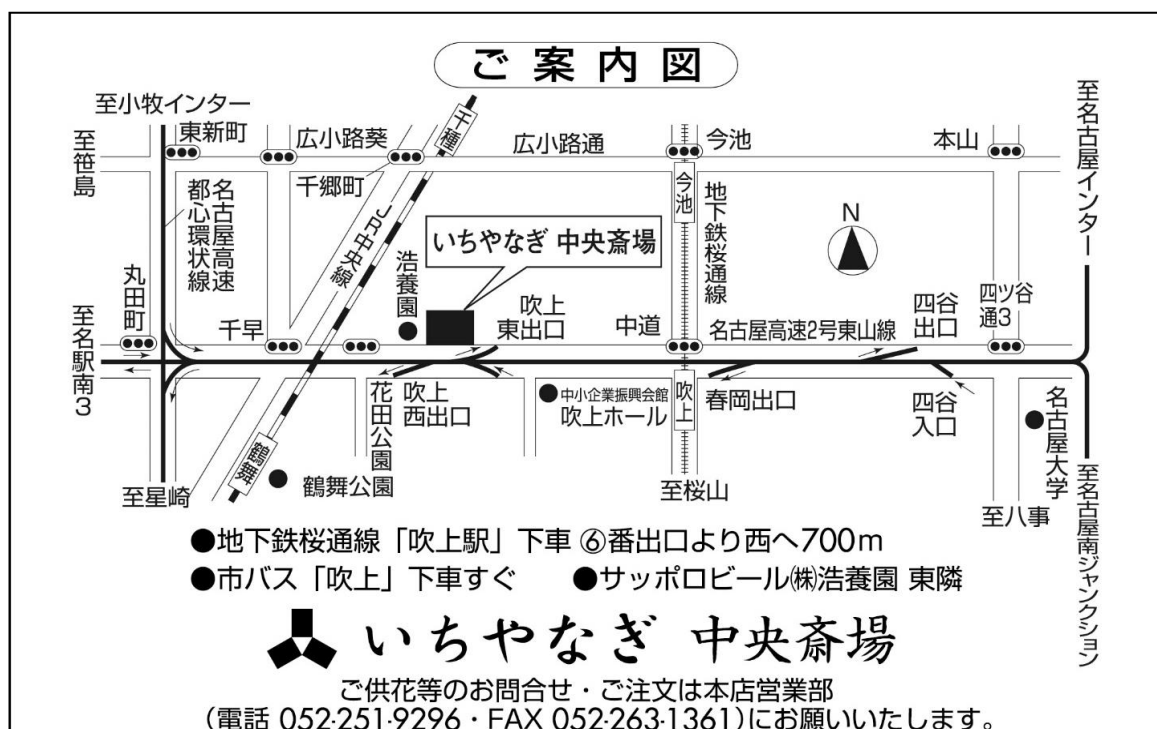 ご案内図
至小牧インター
東新町
広小路葵
千種
広小路通
今池
本山
至名古屋インター
至笹島
千郷町
名古屋高速
都心環状線
JR中央線
今池
地下鉄桜通線
N
いちやなぎ 中央斎場
丸田町
浩養園
吹上
東出口
四谷
出口
四ツ谷
通3
至名駅南3
千早
中道
名古屋高速2号東山線
花田公園
吹上
西出口
中小企業振興会館
吹上ホール
吹上
春岡出口
四谷
入口
名古屋大学
鶴舞
鶴舞公園
至星崎
至桜山
至八事
至名古屋南ジャンクション
●地下鉄桜通線「吹上駅」下車 ⑥番出口より西へ700m
●市バス「吹上」下車すぐ ●サッポロビール㈱浩養園 東隣
いちやなぎ 中央斎場
ご供花等のお問合せ・ご注文は本店営業部
(電話 052-251-9296・FAX 052-263-1361)にお願いいたします。